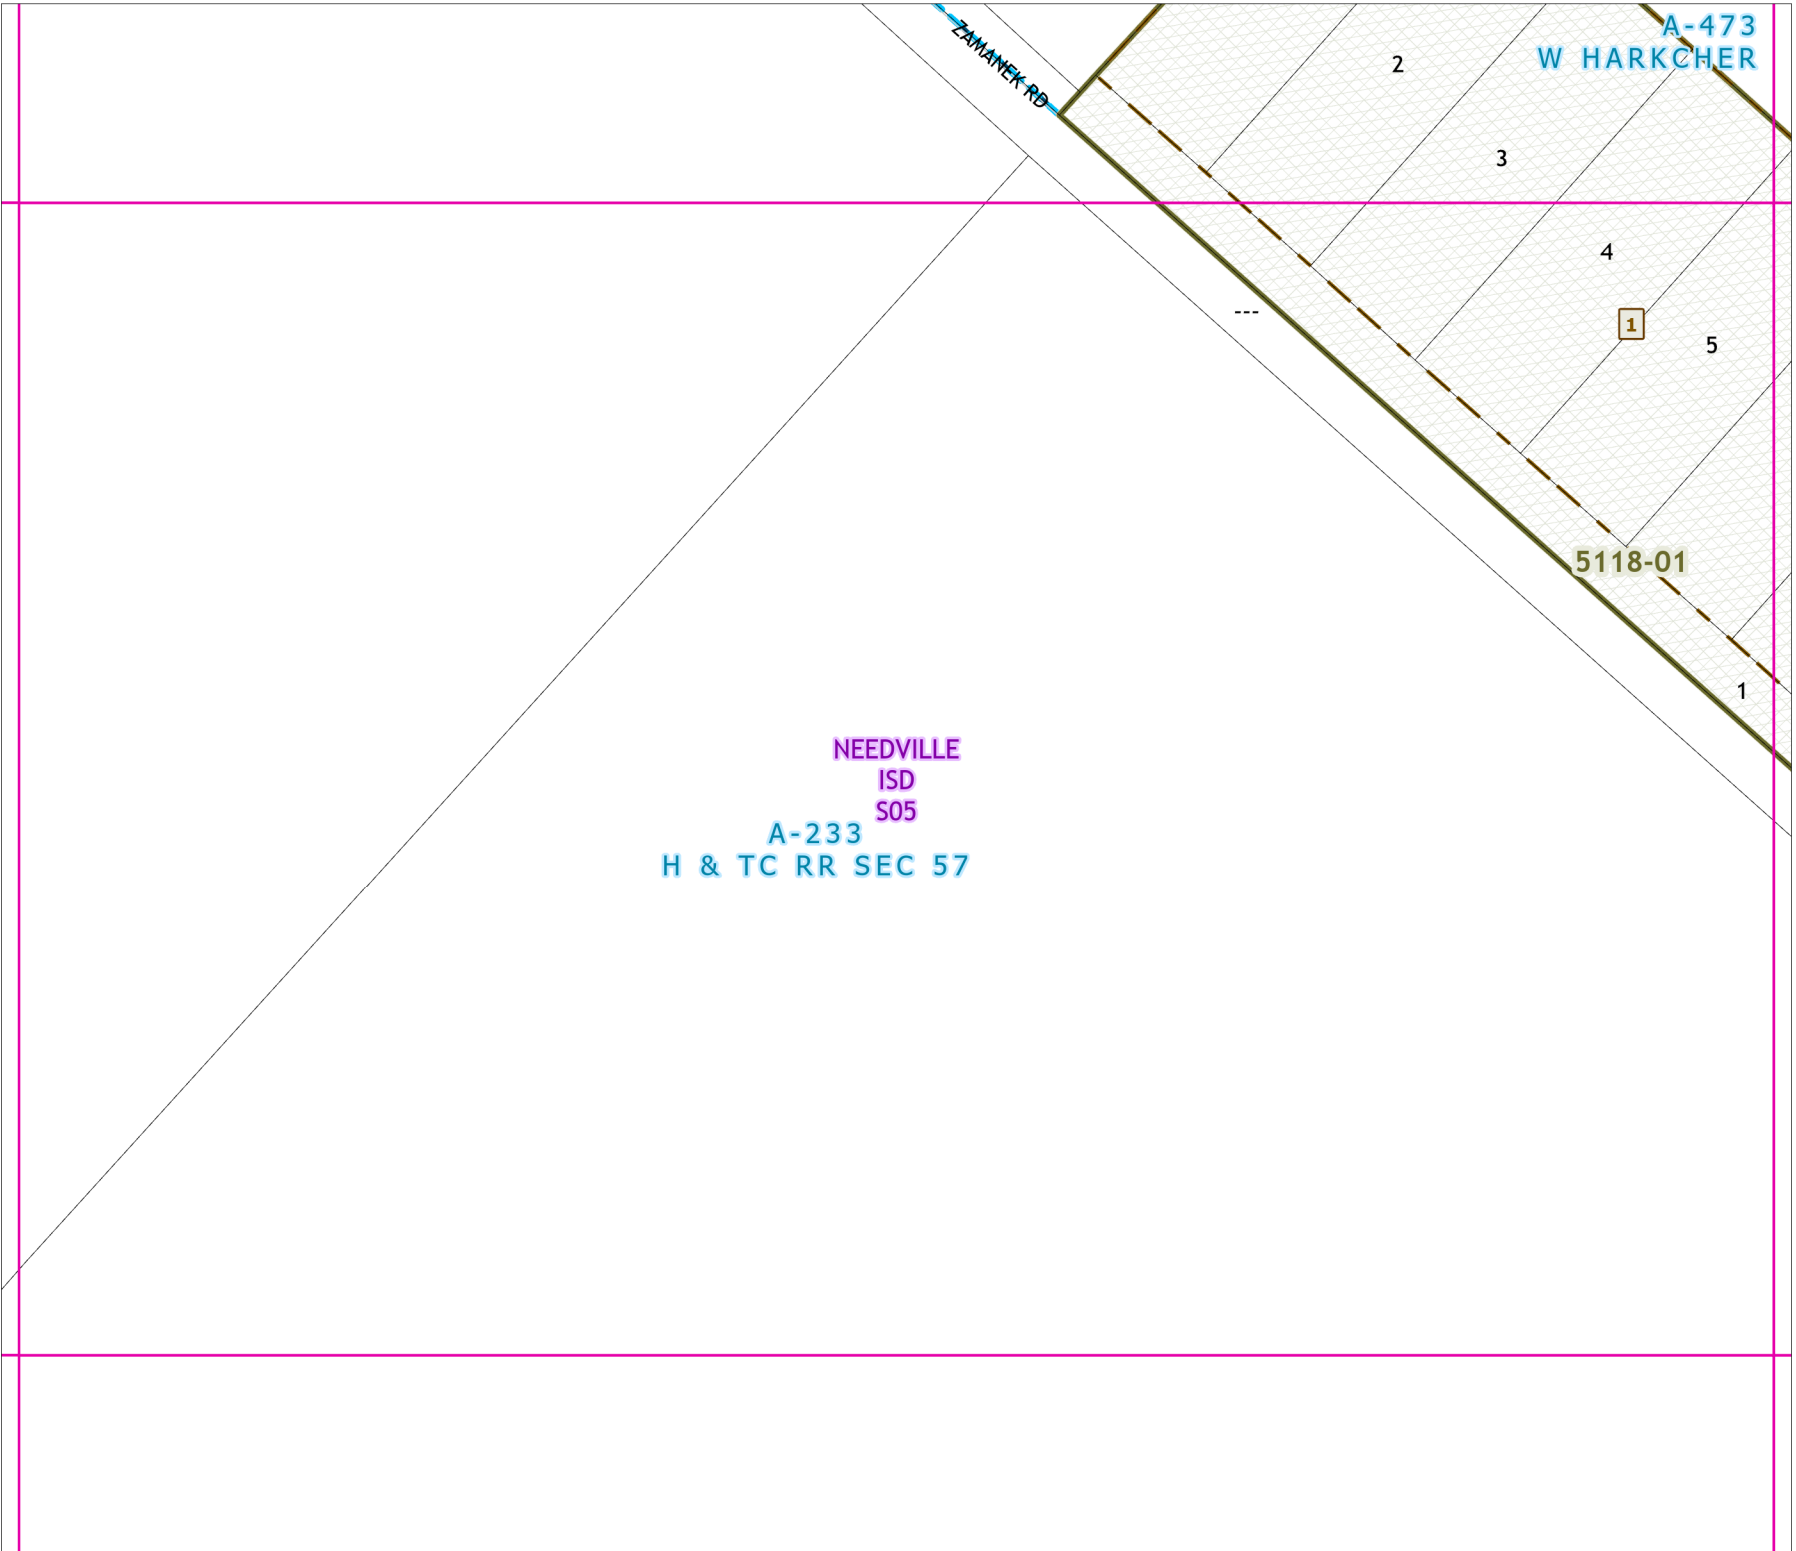 A-473
W HARKCHER
ZAMANEK RD
2
3
4
---
1
5
5118-01
1
NEEDVILLE
ISD
S05
A-233
H & TC RR SEC 57